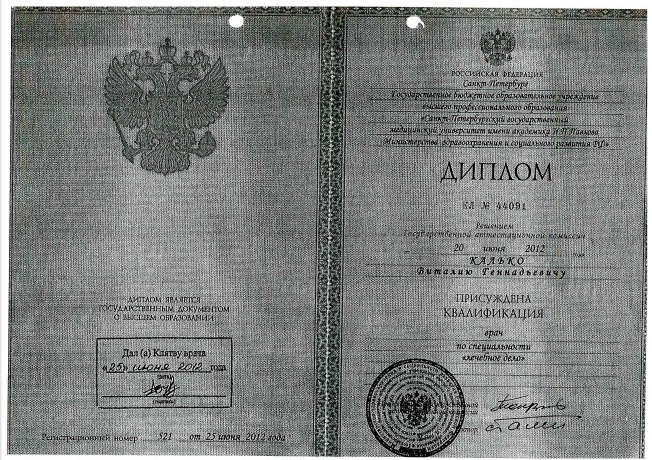 ДИПЛОМ ЯВЛЯЕТСЯ
ГОСУДАРСТВЕННЫМ ДОКУМЕНТОМ
О ВЫСШЕМ ОБРАЗОВАНИИ
Дал (а) Клятву врача
«25» июня 2012 года
Регистрационный номер 521 от 25 июня 2012 года
РОССИЙСКАЯ ФЕДЕРАЦИЯ
Санкт-Петербург
Государственное бюджетное образовательное учреждение
высшего профессионального образования
«Санкт-Петербургский государственный
медицинский университет имени академика И.П.Павлова
Министерства здравоохранения и социального развития РФ»
ДИПЛОМ
КЛ № 44091
Решением
Государственной аттестационной комиссии
20 июня 2012 года
КАЛЬКО
Виталию Геннадьевичу
ПРИСУЖДЕНА
КВАЛИФИКАЦИЯ
врач
по специальности
«лечебное дело»